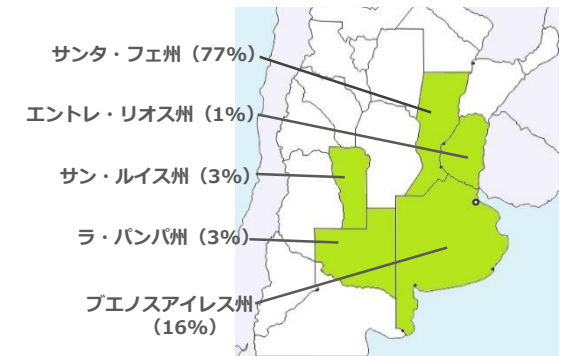 サンタ・フェ州（77%）
エントレ・リオス州（1%）
サン・ルイス州（3%）
ラ・パンパ州（3%）
ブエノスアイレス州
（16%）